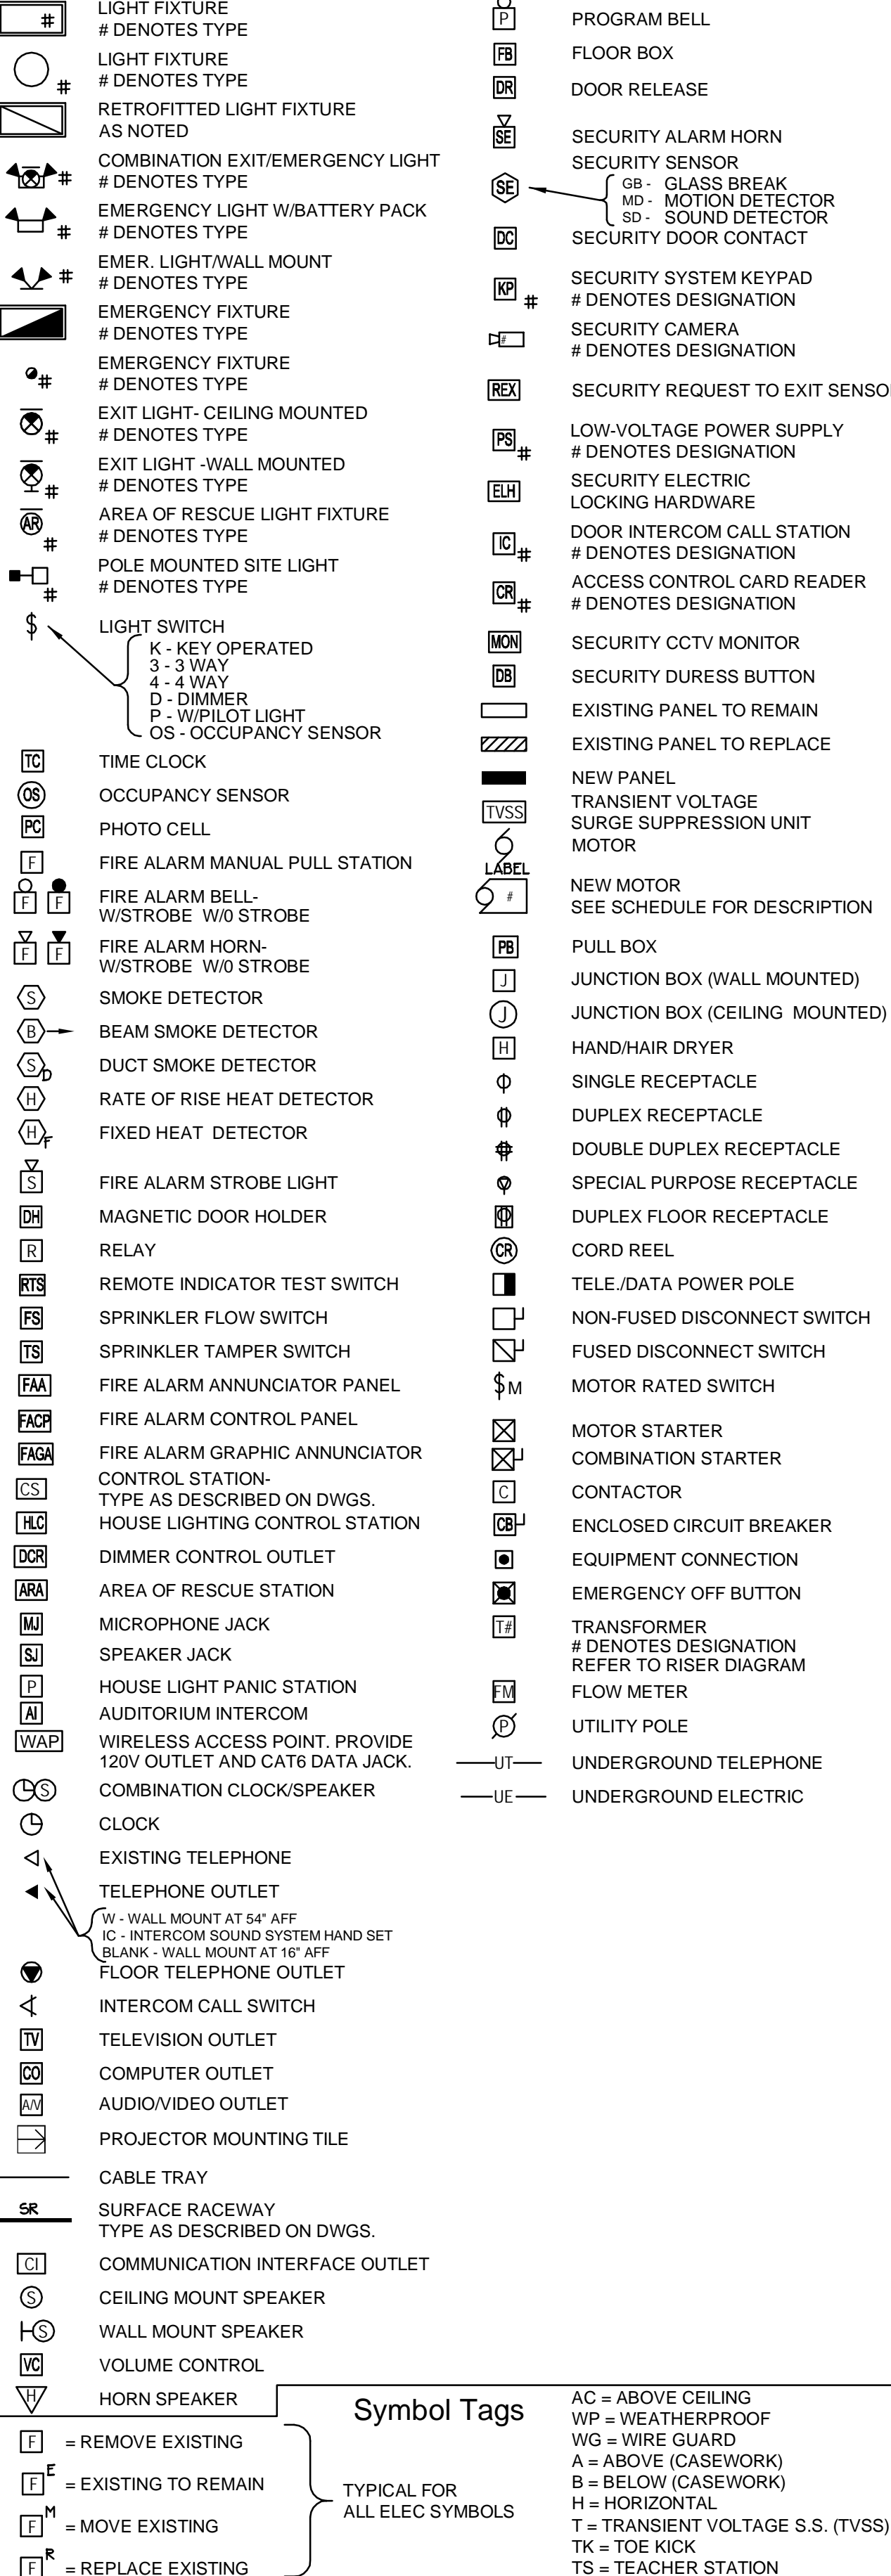 LIGHT FIXTURE
# # DENOTES TYPE
LIGHT FIXTURE
# # DENOTES TYPE
RETROFITTED LIGHT FIXTURE
AS NOTED
COMBINATION EXIT/EMERGENCY LIGHT
# # DENOTES TYPE
EMERGENCY LIGHT W/BATTERY PACK
# # DENOTES TYPE
EMER. LIGHT/WALL MOUNT
# # DENOTES TYPE
EMERGENCY FIXTURE
# DENOTES TYPE
EMERGENCY FIXTURE
# # DENOTES TYPE
EXIT LIGHT- CEILING MOUNTED
# # DENOTES TYPE
EXIT LIGHT -WALL MOUNTED
# # DENOTES TYPE
AR AREA OF RESCUE LIGHT FIXTURE
# # DENOTES TYPE
POLE MOUNTED SITE LIGHT
# # DENOTES TYPE
$ LIGHT SWITCH
K - KEY OPERATED
3 - 3 WAY
4 - 4 WAY
D - DIMMER
P - W/PILOT LIGHT
OS - OCCUPANCY SENSOR
TC TIME CLOCK
OS OCCUPANCY SENSOR
PC PHOTO CELL
F FIRE ALARM MANUAL PULL STATION
F F FIRE ALARM BELL-
W/STROBE W/0 STROBE
F F FIRE ALARM HORN-
W/STROBE W/0 STROBE
S SMOKE DETECTOR
B BEAM SMOKE DETECTOR
S D DUCT SMOKE DETECTOR
H RATE OF RISE HEAT DETECTOR
H F FIXED HEAT DETECTOR
S FIRE ALARM STROBE LIGHT
DH MAGNETIC DOOR HOLDER
R RELAY
RTS REMOTE INDICATOR TEST SWITCH
FS SPRINKLER FLOW SWITCH
TS SPRINKLER TAMPER SWITCH
FAA FIRE ALARM ANNUNCIATOR PANEL
FACP FIRE ALARM CONTROL PANEL
FAGA FIRE ALARM GRAPHIC ANNUNCIATOR
CS CONTROL STATION-
TYPE AS DESCRIBED ON DWGS.
HLC HOUSE LIGHTING CONTROL STATION
DCR DIMMER CONTROL OUTLET
ARA AREA OF RESCUE STATION
MJ MICROPHONE JACK
SJ SPEAKER JACK
P HOUSE LIGHT PANIC STATION
AI AUDITORIUM INTERCOM
WAP WIRELESS ACCESS POINT. PROVIDE
120V OUTLET AND CAT6 DATA JACK.
S COMBINATION CLOCK/SPEAKER
CLOCK
EXISTING TELEPHONE
TELEPHONE OUTLET
W - WALL MOUNT AT 54" AFF
IC - INTERCOM SOUND SYSTEM HAND SET
BLANK - WALL MOUNT AT 16" AFF
FLOOR TELEPHONE OUTLET
INTERCOM CALL SWITCH
TV TELEVISION OUTLET
CO COMPUTER OUTLET
A/V AUDIO/VIDEO OUTLET
PROJECTOR MOUNTING TILE
CABLE TRAY
SR SURFACE RACEWAY
TYPE AS DESCRIBED ON DWGS.
CI COMMUNICATION INTERFACE OUTLET
S CEILING MOUNT SPEAKER
S WALL MOUNT SPEAKER
VC VOLUME CONTROL
H HORN SPEAKER
P PROGRAM BELL
FB FLOOR BOX
DR DOOR RELEASE
SE SECURITY ALARM HORN
SECURITY SENSOR
SE GB - GLASS BREAK
MD - MOTION DETECTOR
SD - SOUND DETECTOR
DC SECURITY DOOR CONTACT
KP SECURITY SYSTEM KEYPAD
# # DENOTES DESIGNATION
# SECURITY CAMERA
# DENOTES DESIGNATION
REX SECURITY REQUEST TO EXIT SENSO
PS LOW-VOLTAGE POWER SUPPLY
# # DENOTES DESIGNATION
ELH SECURITY ELECTRIC
LOCKING HARDWARE
IC DOOR INTERCOM CALL STATION
# # DENOTES DESIGNATION
CR ACCESS CONTROL CARD READER
# # DENOTES DESIGNATION
MON SECURITY CCTV MONITOR
DB SECURITY DURESS BUTTON
EXISTING PANEL TO REMAIN
EXISTING PANEL TO REPLACE
NEW PANEL
TVSS TRANSIENT VOLTAGE
SURGE SUPPRESSION UNIT
MOTOR
LABEL
# NEW MOTOR
SEE SCHEDULE FOR DESCRIPTION
PB PULL BOX
J JUNCTION BOX (WALL MOUNTED)
J JUNCTION BOX (CEILING MOUNTED)
H HAND/HAIR DRYER
SINGLE RECEPTACLE
DUPLEX RECEPTACLE
DOUBLE DUPLEX RECEPTACLE
SPECIAL PURPOSE RECEPTACLE
DUPLEX FLOOR RECEPTACLE
CR CORD REEL
TELE./DATA POWER POLE
NON-FUSED DISCONNECT SWITCH
FUSED DISCONNECT SWITCH
$M MOTOR RATED SWITCH
MOTOR STARTER
COMBINATION STARTER
C CONTACTOR
CB ENCLOSED CIRCUIT BREAKER
EQUIPMENT CONNECTION
EMERGENCY OFF BUTTON
T# TRANSFORMER
# DENOTES DESIGNATION
REFER TO RISER DIAGRAM
FM FLOW METER
P UTILITY POLE
UT UNDERGROUND TELEPHONE
UE UNDERGROUND ELECTRIC
Symbol Tags
F = REMOVE EXISTING
F E = EXISTING TO REMAIN
F M = MOVE EXISTING
F R = REPLACE EXISTING
TYPICAL FOR
ALL ELEC SYMBOLS
AC = ABOVE CEILING
WP = WEATHERPROOF
WG = WIRE GUARD
A = ABOVE (CASEWORK)
B = BELOW (CASEWORK)
H = HORIZONTAL
T = TRANSIENT VOLTAGE S.S. (TVSS)
TK = TOE KICK
TS = TEACHER STATION